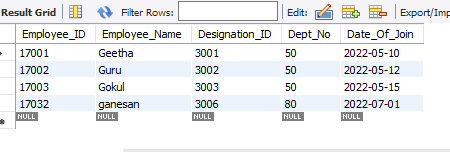 Result Grid Filter Rows: Edit: Export/Imp
Employee_ID Employee_Name Designation_ID Dept_No Date_Of_Join
17001 Geetha 3001 50 2022-05-10
17002 Guru 3002 50 2022-05-12
17003 Gokul 3003 50 2022-05-15
17032 ganesan 3006 80 2022-07-01
NULL NULL NULL NULL NULL